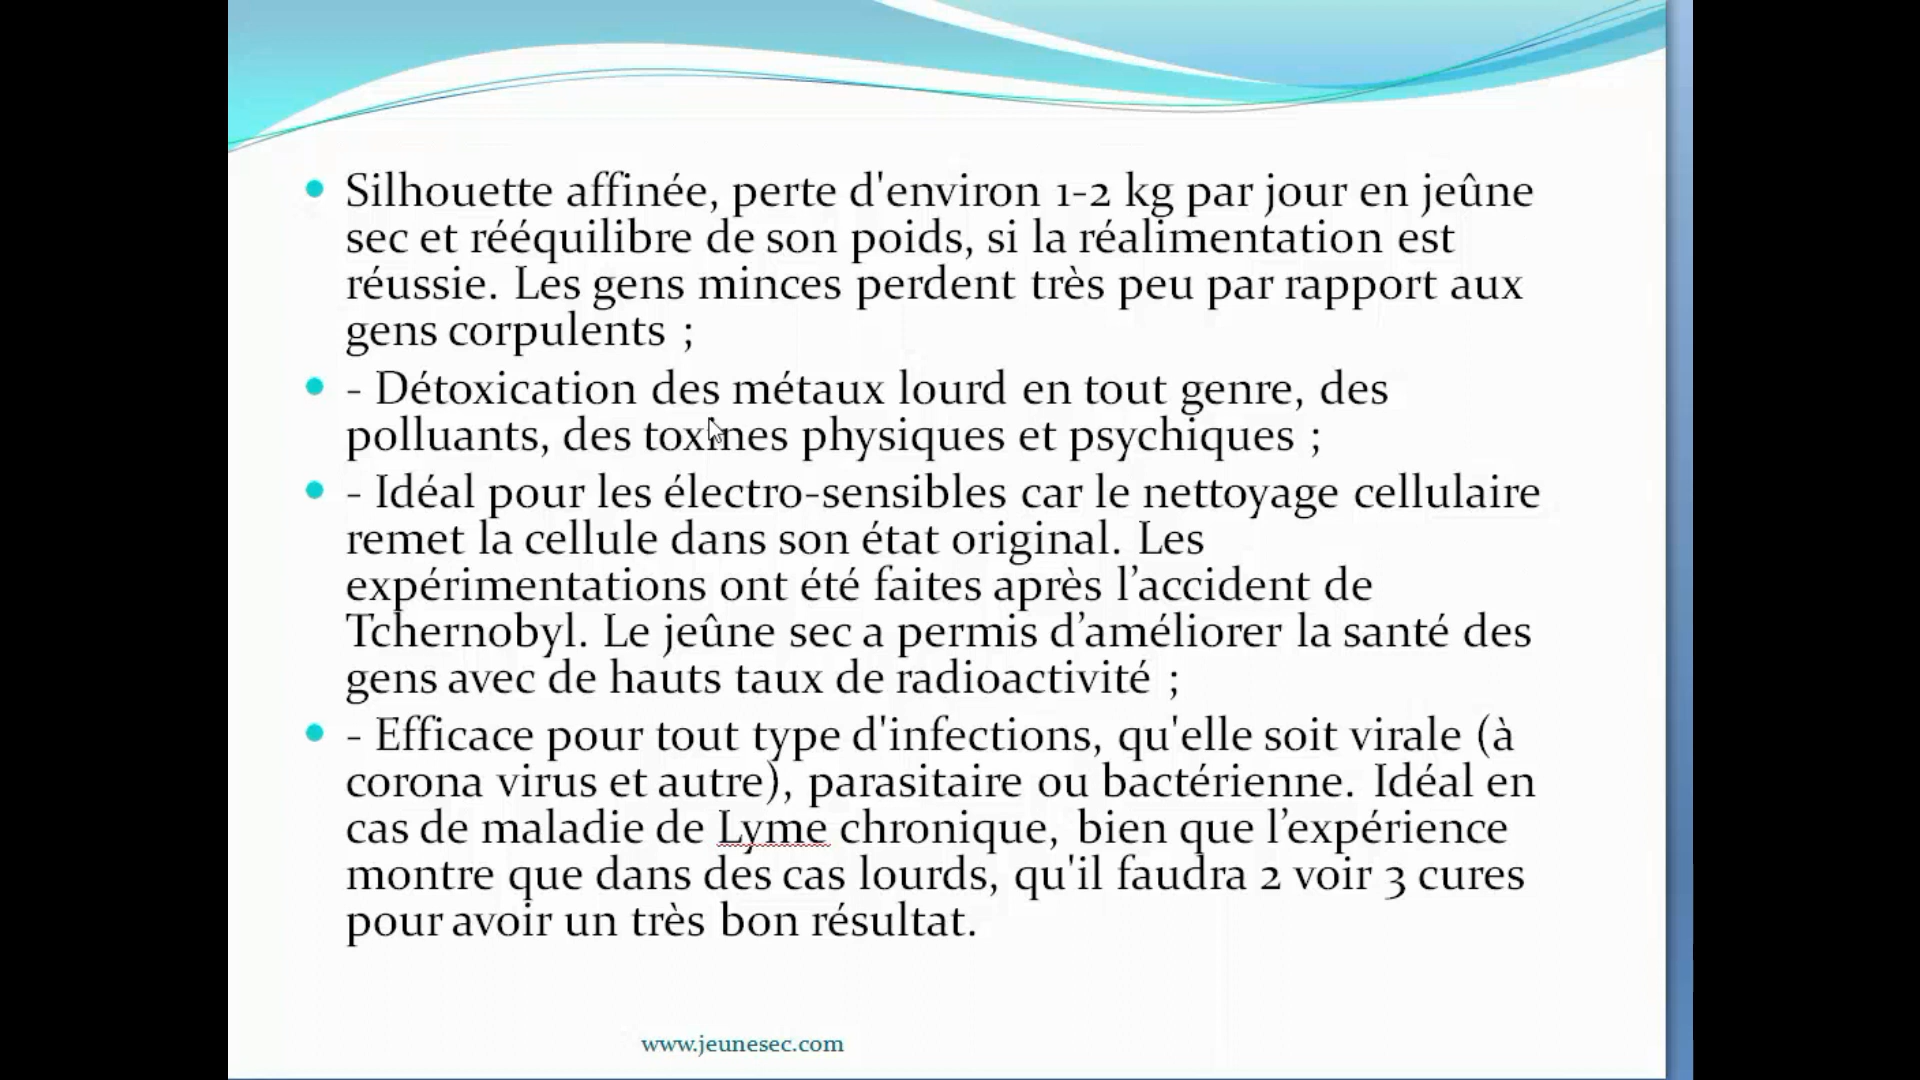 Silhouette affinée, perte d'environ 1-2 kg par jour en jeûne
sec et rééquilibre de son poids, si la réalimentation est
réussie. Les gens minces perdent très peu par rapport aux
gens corpulents ;
- Détoxication des métaux lourd en tout genre, des
polluants, des toxines physiques et psychiques ;
- Idéal pour les électro-sensibles car le nettoyage cellulaire
remet la cellule dans son état original. Les
expérimentations ont été faites après l’accident de
Tchernobyl. Le jeûne sec a permis d’améliorer la santé des
gens avec de hauts taux de radioactivité ;
- Efficace pour tout type d'infections, qu'elle soit virale (à
corona virus et autre), parasitaire ou bactérienne. Idéal en
cas de maladie de Lyme chronique, bien que l’expérience
montre que dans des cas lourds, qu'il faudra 2 voir 3 cures
pour avoir un très bon résultat.
www.jeunesec.com